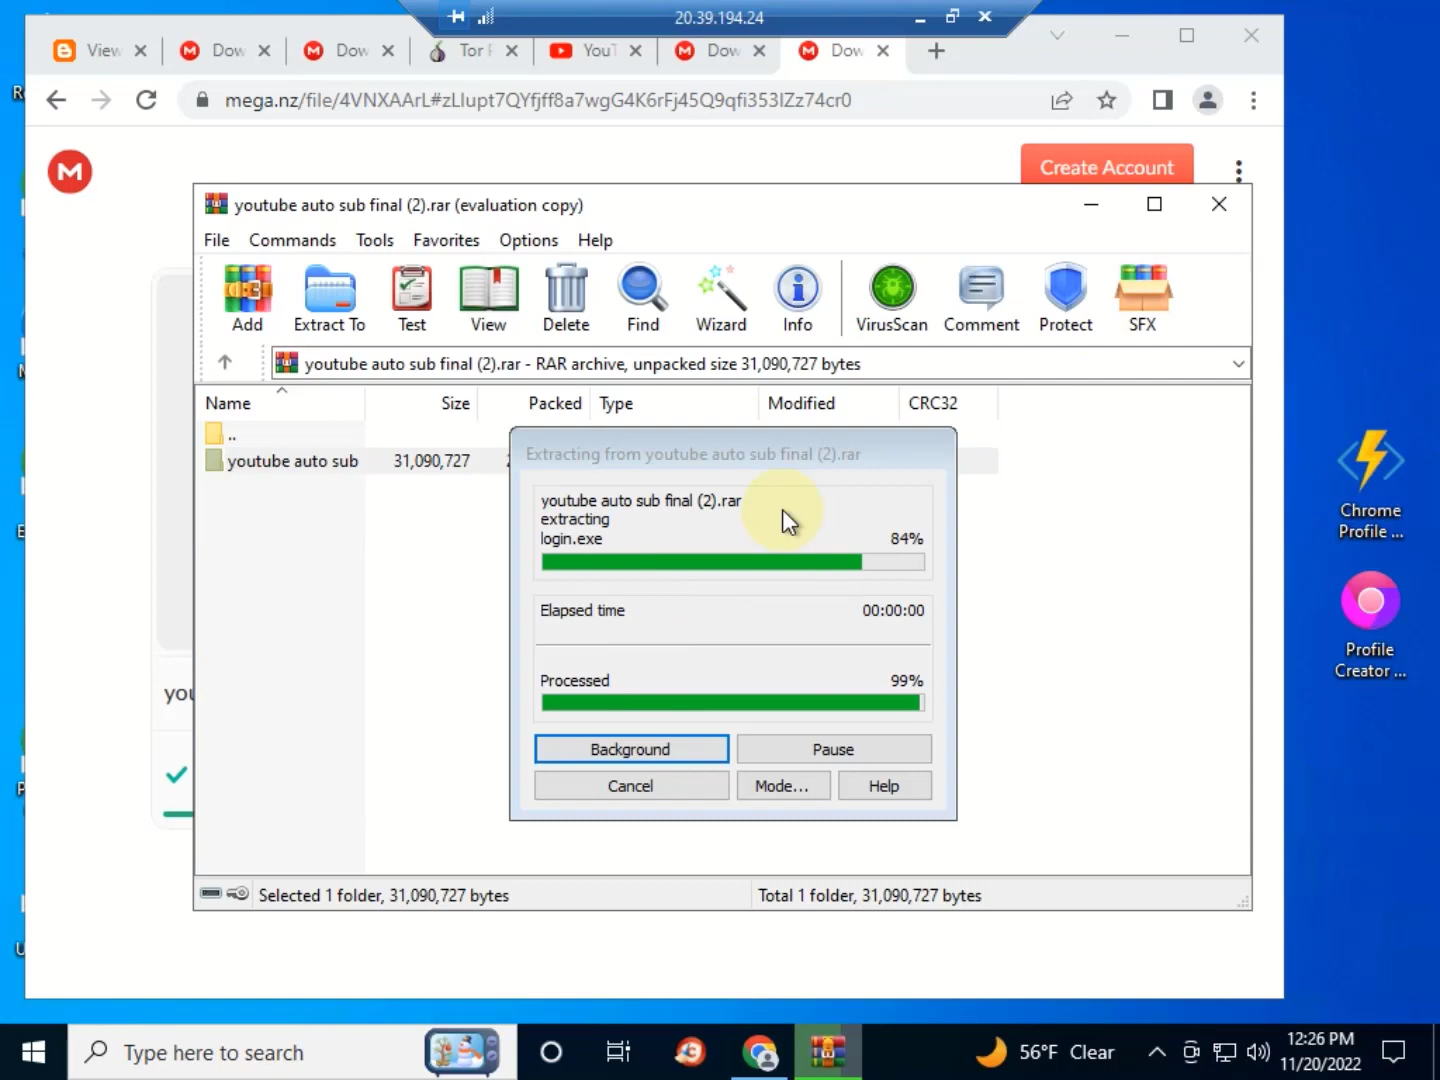 20.39.194.24
View
Dow
Dow
Tor
YouT
Dow
Dow
mega.nz/file/4VNXAArL#zLlupt7QYfjff8a7wgG4K6rFj45Q9qfi353lZz74cr0
Create Account
youtube auto sub final (2).rar (evaluation copy)
File Commands Tools Favorites Options Help
Add Extract To Test View Delete Find Wizard Info VirusScan Comment Protect SFX
youtube auto sub final (2).rar - RAR archive, unpacked size 31,090,727 bytes
Name Size Packed Type Modified CRC32
..
youtube auto sub 31,090,727
Extracting from youtube auto sub final (2).rar
youtube auto sub final (2).rar
extracting
login.exe 84%
Elapsed time 00:00:00
Processed 99%
Background Pause
Cancel Mode... Help
you
Selected 1 folder, 31,090,727 bytes Total 1 folder, 31,090,727 bytes
Chrome
Profile ...
Profile
Creator ...
Type here to search
56°F Clear
12:26 PM
11/20/2022